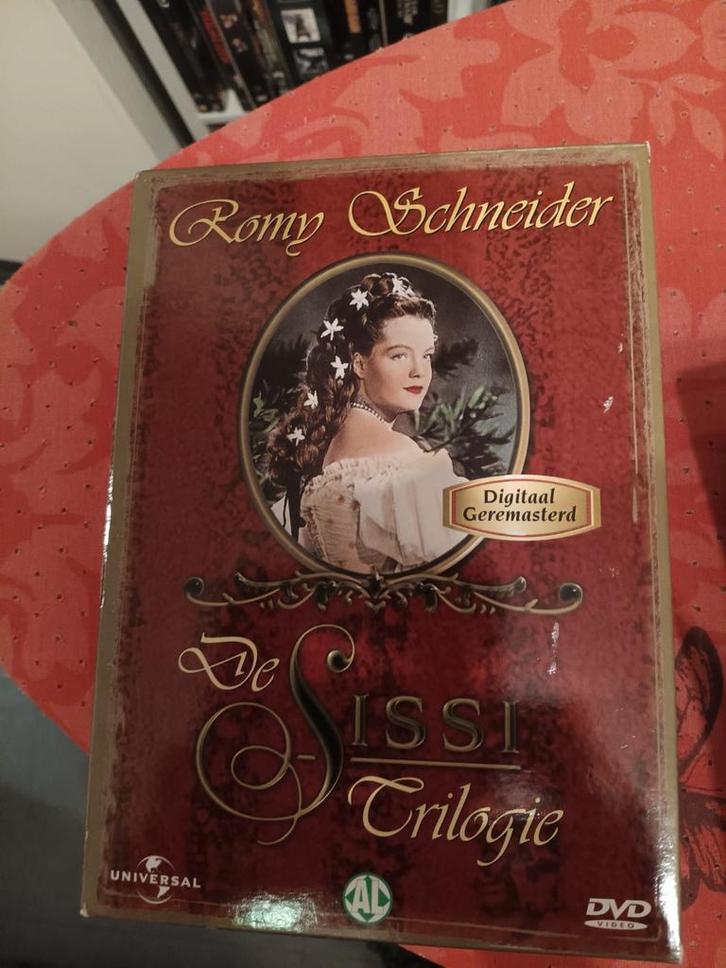 Romy Schneider
Digitaal
Geremasterd
De
SISSI
Trilogie
UNIVERSAL
AL
DVD
VIDEO